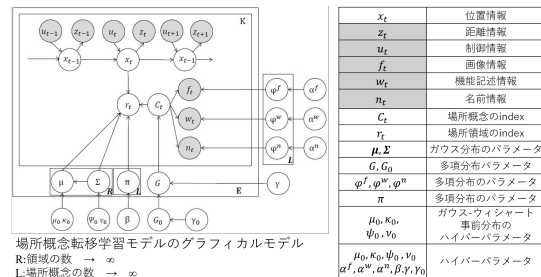 K
u_{t-1} z_{t-1} u_t z_t u_{t+1} z_{t+1}
x_{t-1} x_t x_{t-1}
f_t φ^f α^f
r_t C_t
w_t φ^w α^w
n_t φ^n α^n
L
μ Σ π G γ
R L E
μ_0 κ_0 Ψ_0 ν_0 β G_0 γ_0
場所概念転移学習モデルのグラフィカルモデル
R:領域の数 → ∞
L:場所概念の数 → ∞
x_t 位置情報
z_t 距離情報
u_t 制御情報
f_t 画像情報
w_t 機能記述情報
n_t 名前情報
C_t 場所概念のindex
r_t 場所領域のindex
μ, Σ ガウス分布のパラメータ
G, G_0 多項分布パラメータ
φ^f, φ^w, φ^n 多項分布のパラメータ
π 多項分布のパラメータ
μ_0, κ_0, ψ_0, ν_0 ガウス-ウィシャート事前分布のハイパーパラメータ
μ_0, κ_0, ψ_0, ν_0 α^f, α^w, α^n, β, γ, γ_0 ハイパーパラメータ